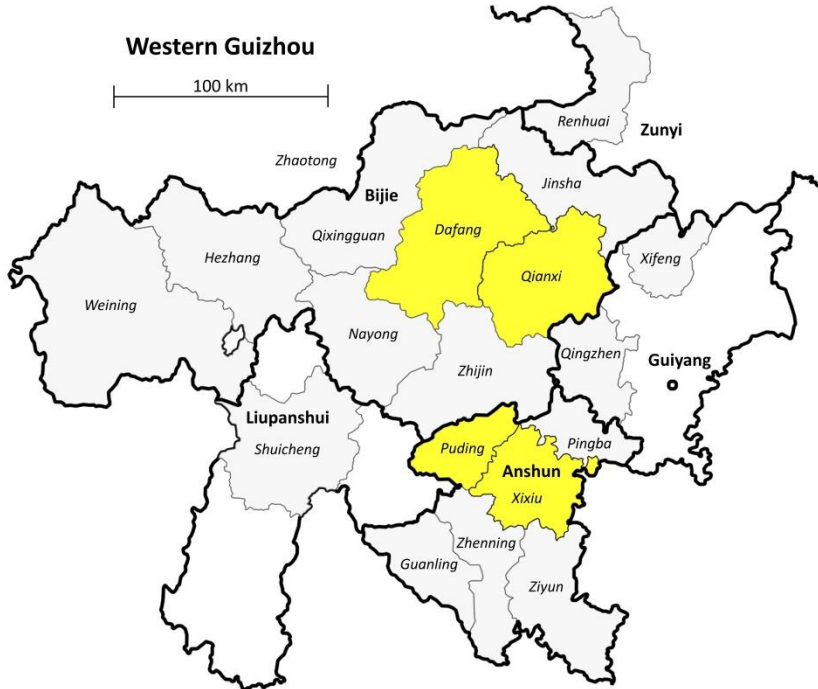 Western Guizhou
100 km
Renhuai
Zunyi
Zhaotong
Bijie
Jinsha
Qixingguan
Dafang
Hezhang
Xifeng
Qianxi
Weining
Nayong
Qingzhen
Guiyang
Zhijin
Liupanshui
Shuicheng
Puding
Pingba
Anshun
Xixiu
Zhenning
Guanling
Ziyun